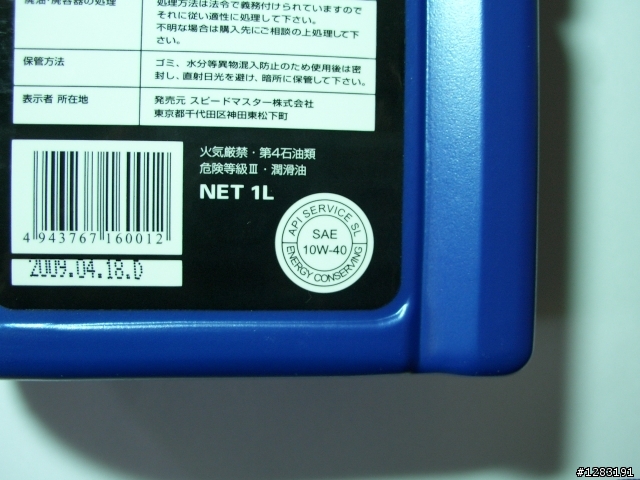 廃油・廃容器の処理
処理方法は法令で義務付けられていますので
それに従い適性に処理して下さい。
不明な場合は購入先にご相談の上処理して下
さい。
保管方法
ゴミ、水分等異物混入防止のため使用後は密
封し、直射日光を避け、暗所に保管して下さい。
表示者 所在地
発売元 スピードマスター株式会社
東京都千代田区神田東松下町
火気厳禁・第4石油類
危険等級Ⅲ・潤滑油
NET 1L
4 943767 160012
2009.04.18.D
API SERVICE SL
SAE
10W-40
ENERGY CONSERVING
#1283191